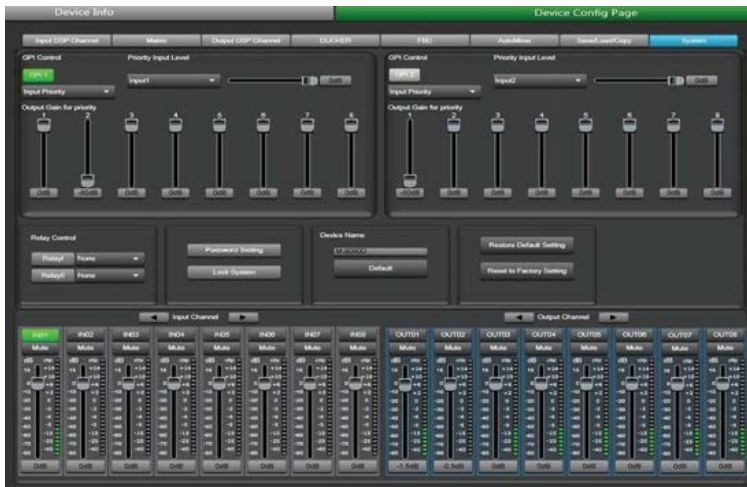 Device Info
Device Config Page
Input DSP Channel
Matrix
Output DSP Channel
DUCKER
FBC
AutoMixer
Save/Load/Copy
System
GPI Control
Priority Input Level
GPI 1
Input1
0dB
Input Priority
Output Gain for priority
1 2 3 4 5 6 7 8
0dB -60dB 0dB 0dB 0dB 0dB 0dB 0dB
GPI Control
Priority Input Level
GPI 2
Input2
0dB
Input Priority
Output Gain for priority
1 2 3 4 5 6 7 8
-60dB 0dB 0dB 0dB 0dB 0dB 0dB 0dB
Relay Control
RelayI None
RelayII None
Password Setting
Lock System
Device Name
Default
Restore Default Setting
Reset to Factory Setting
Input Channel
Output Channel
IN01 IN02 IN03 IN04 IN05 IN06 IN07 IN08
OUT01 OUT02 OUT03 OUT04 OUT05 OUT06 OUT07 OUT08
Mute Mute Mute Mute Mute Mute Mute Mute
Mute Mute Mute Mute Mute Mute Mute Mute
0dB 0dB 0dB 0dB 0dB 0dB 0dB 0dB
-1.5dB -0.5dB 0dB 0dB 0dB 0dB 0dB 0dB